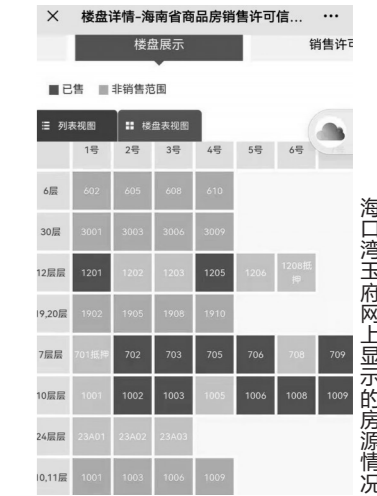 楼盘详情-海南省商品房销售许可信...
楼盘展示
销售许可
已售 非销售范围
列表视图 楼盘表视图
1号 2号 3号 4号 5号 6号
6层 602 605 608 610
30层 3001 3003 3006 3009
12层层 1201 1202 1203 1205 1206 1208抵押
19,20层 1902 1905 1908 1910
7层层 701抵押 702 703 705 706 708 709
10层层 1001 1002 1003 1005 1006 1008 1009
24层层 23A01 23A02 23A03
10,11层 1001 1003 1006 1009
海口湾玉府网上显示的房源情况